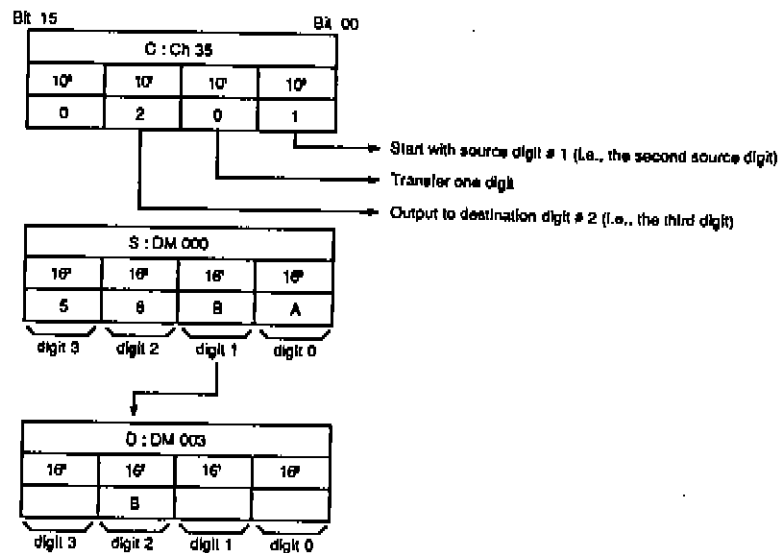 Bit 15 Bit 00
C : Ch 35
10³ 10² 10¹ 10⁰
0 2 0 1
Start with source digit # 1 (i.e., the second source digit)
Transfer one digit
Output to destination digit # 2 (i.e., the third digit)
S : DM 000
16³ 16² 16¹ 16⁰
5 6 B A
digit 3 digit 2 digit 1 digit 0
D : DM 003
16³ 16² 16¹ 16⁰
B
digit 3 digit 2 digit 1 digit 0